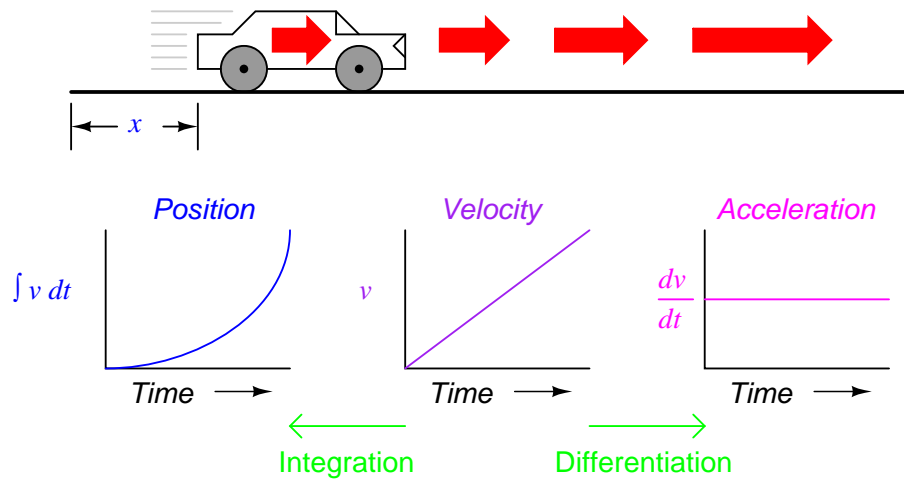 x
Position Velocity Acceleration
∫ v dt v dv/dt
Time Time Time
Integration Differentiation